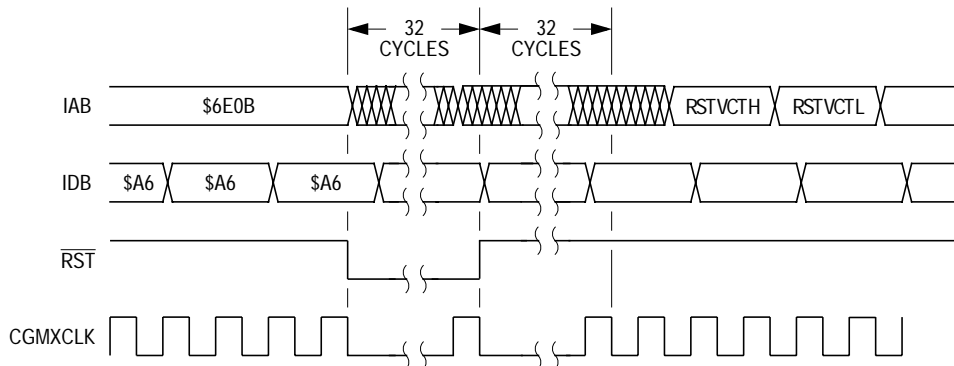 32
CYCLES
32
CYCLES
IAB
$6E0B
RSTVCTH
RSTVCTL
IDB
$A6
$A6
$A6
RST
CGMXCLK